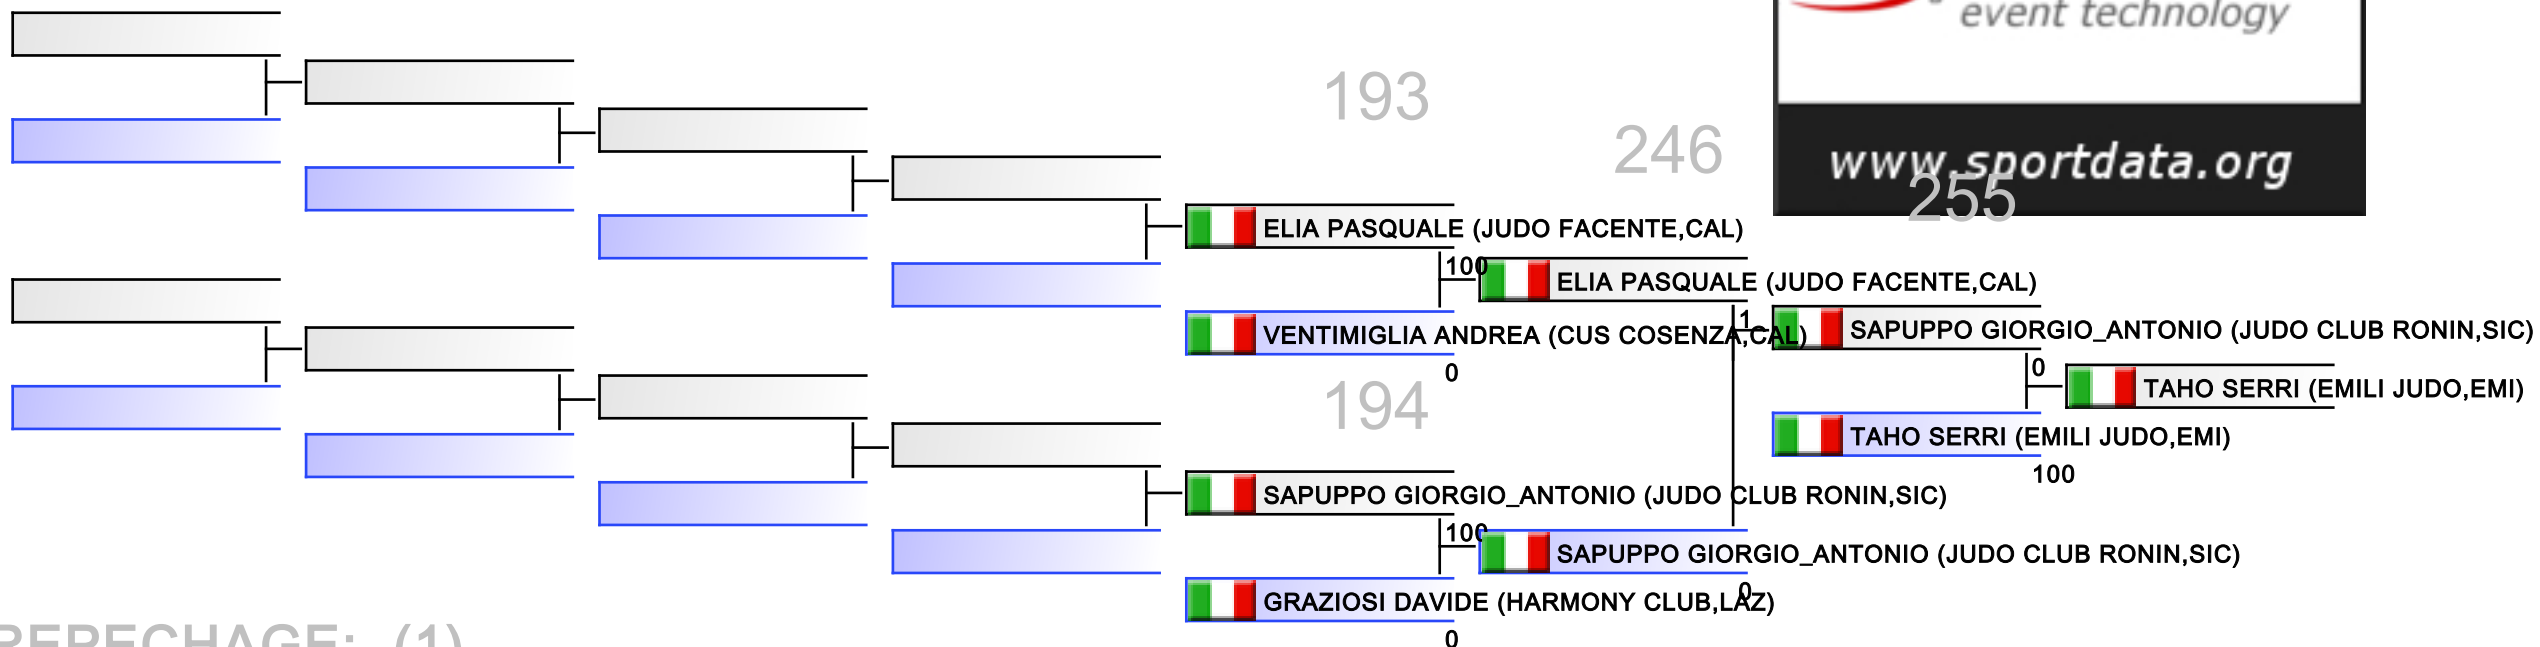 event technology
193
246
www.sportdata.org
255
ELIA PASQUALE (JUDO FACENTE,CAL)
100
ELIA PASQUALE (JUDO FACENTE,CAL)
1
SAPUPPO GIORGIO_ANTONIO (JUDO CLUB RONIN,SIC)
VENTIMIGLIA ANDREA (CUS COSENZA,CAL)
0
0
TAHO SERRI (EMILI JUDO,EMI)
194
TAHO SERRI (EMILI JUDO,EMI)
100
SAPUPPO GIORGIO_ANTONIO (JUDO CLUB RONIN,SIC)
100
SAPUPPO GIORGIO_ANTONIO (JUDO CLUB RONIN,SIC)
0
GRAZIOSI DAVIDE (HARMONY CLUB,LAZ)
0
REPECHAGE: (1)